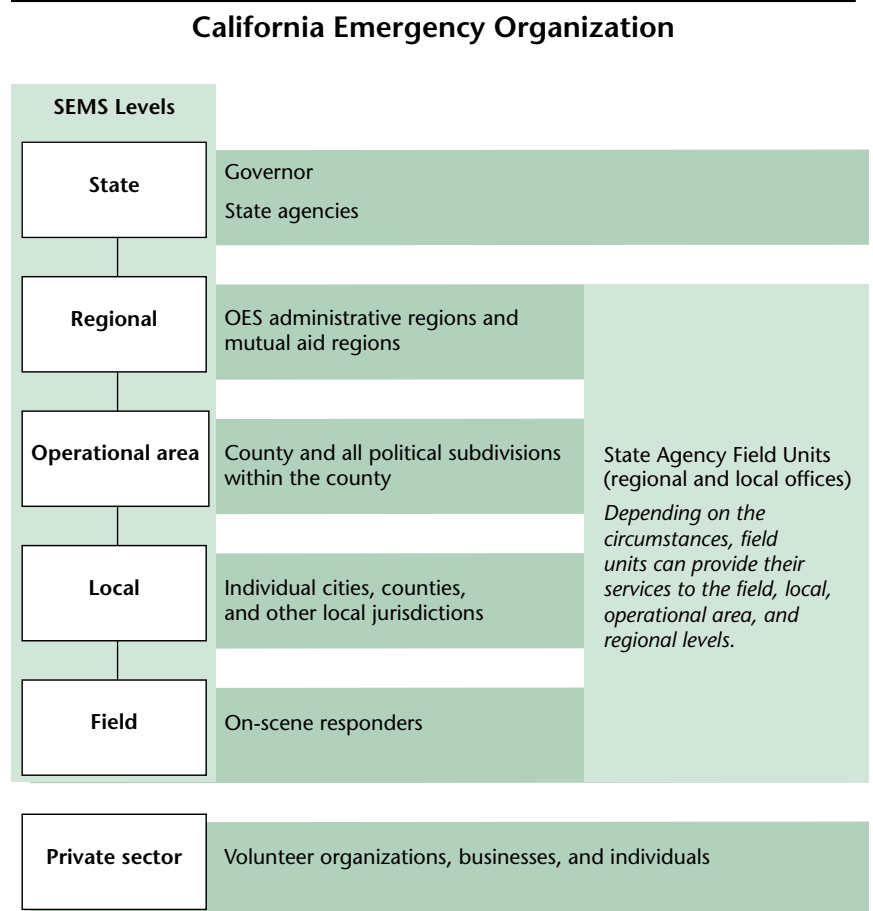 California Emergency Organization
SEMS Levels
State
Governor
State agencies
Regional
OES administrative regions and
mutual aid regions
Operational area
County and all political subdivisions
within the county
State Agency Field Units
(regional and local offices)
Depending on the
circumstances, field
units can provide their
services to the field, local,
operational area, and
regional levels.
Local
Individual cities, counties,
and other local jurisdictions
Field
On-scene responders
Private sector
Volunteer organizations, businesses, and individuals